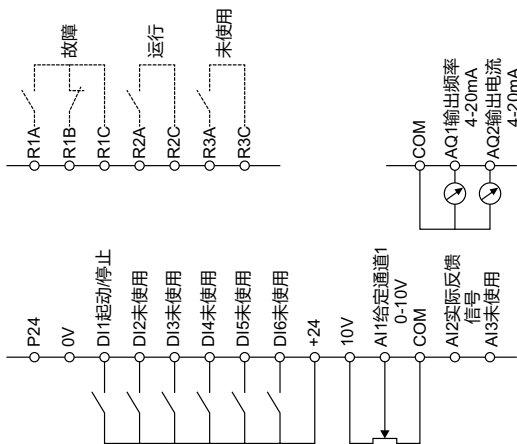 R1A
R1B
R1C
故障
R2A
R2C
运行
R3A
R3C
未使用
COM
AQ1输出频率
4-20mA
AQ2输出电流
4-20mA
P24
0V
DI1起动/停止
DI2未使用
DI3未使用
DI4未使用
DI5未使用
DI6未使用
+24
10V
AI1给定通道1
0-10V
COM
AI2实际反馈
信号
AI3未使用